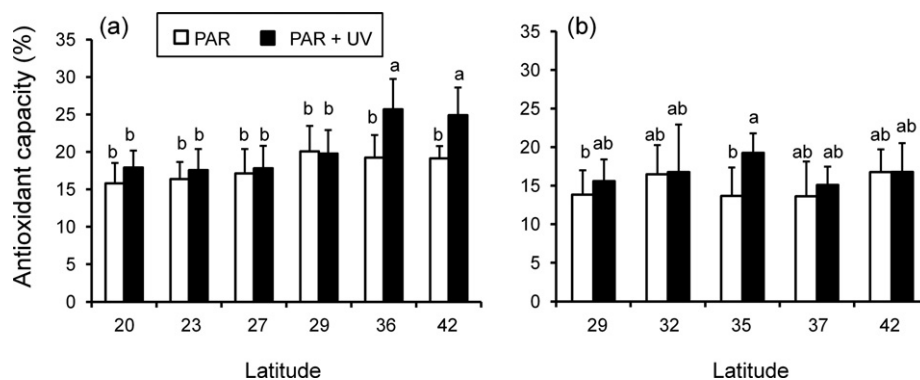 (a) PAR PAR + UV
(b)
Antioxidant capacity (%)
35
30
25
20
15
10
5
0
b b b b b b b b b a b a
20 23 27 29 36 42
Latitude
35
30
25
20
15
10
5
0
b ab ab ab b a ab ab ab ab
29 32 35 37 42
Latitude